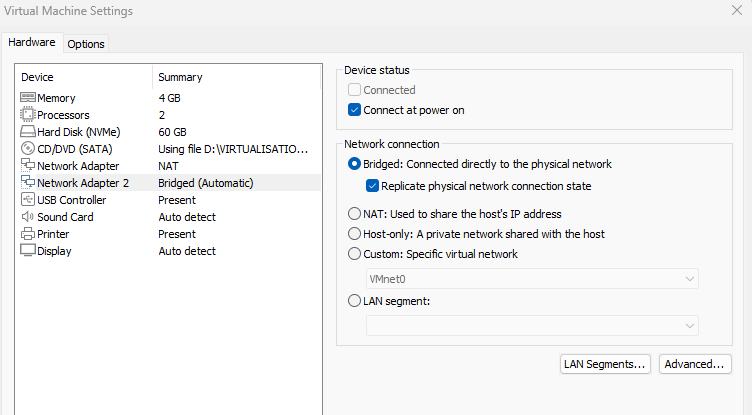 Virtual Machine Settings
Hardware Options
Device Summary
Memory 4 GB
Processors 2
Hard Disk (NVMe) 60 GB
CD/DVD (SATA) Using file D:\VIRTUALISATIO...
Network Adapter NAT
Network Adapter 2 Bridged (Automatic)
USB Controller Present
Sound Card Auto detect
Printer Present
Display Auto detect
Device status
Connected
Connect at power on
Network connection
Bridged: Connected directly to the physical network
Replicate physical network connection state
NAT: Used to share the host's IP address
Host-only: A private network shared with the host
Custom: Specific virtual network
VMnet0
LAN segment:
LAN Segments... Advanced...